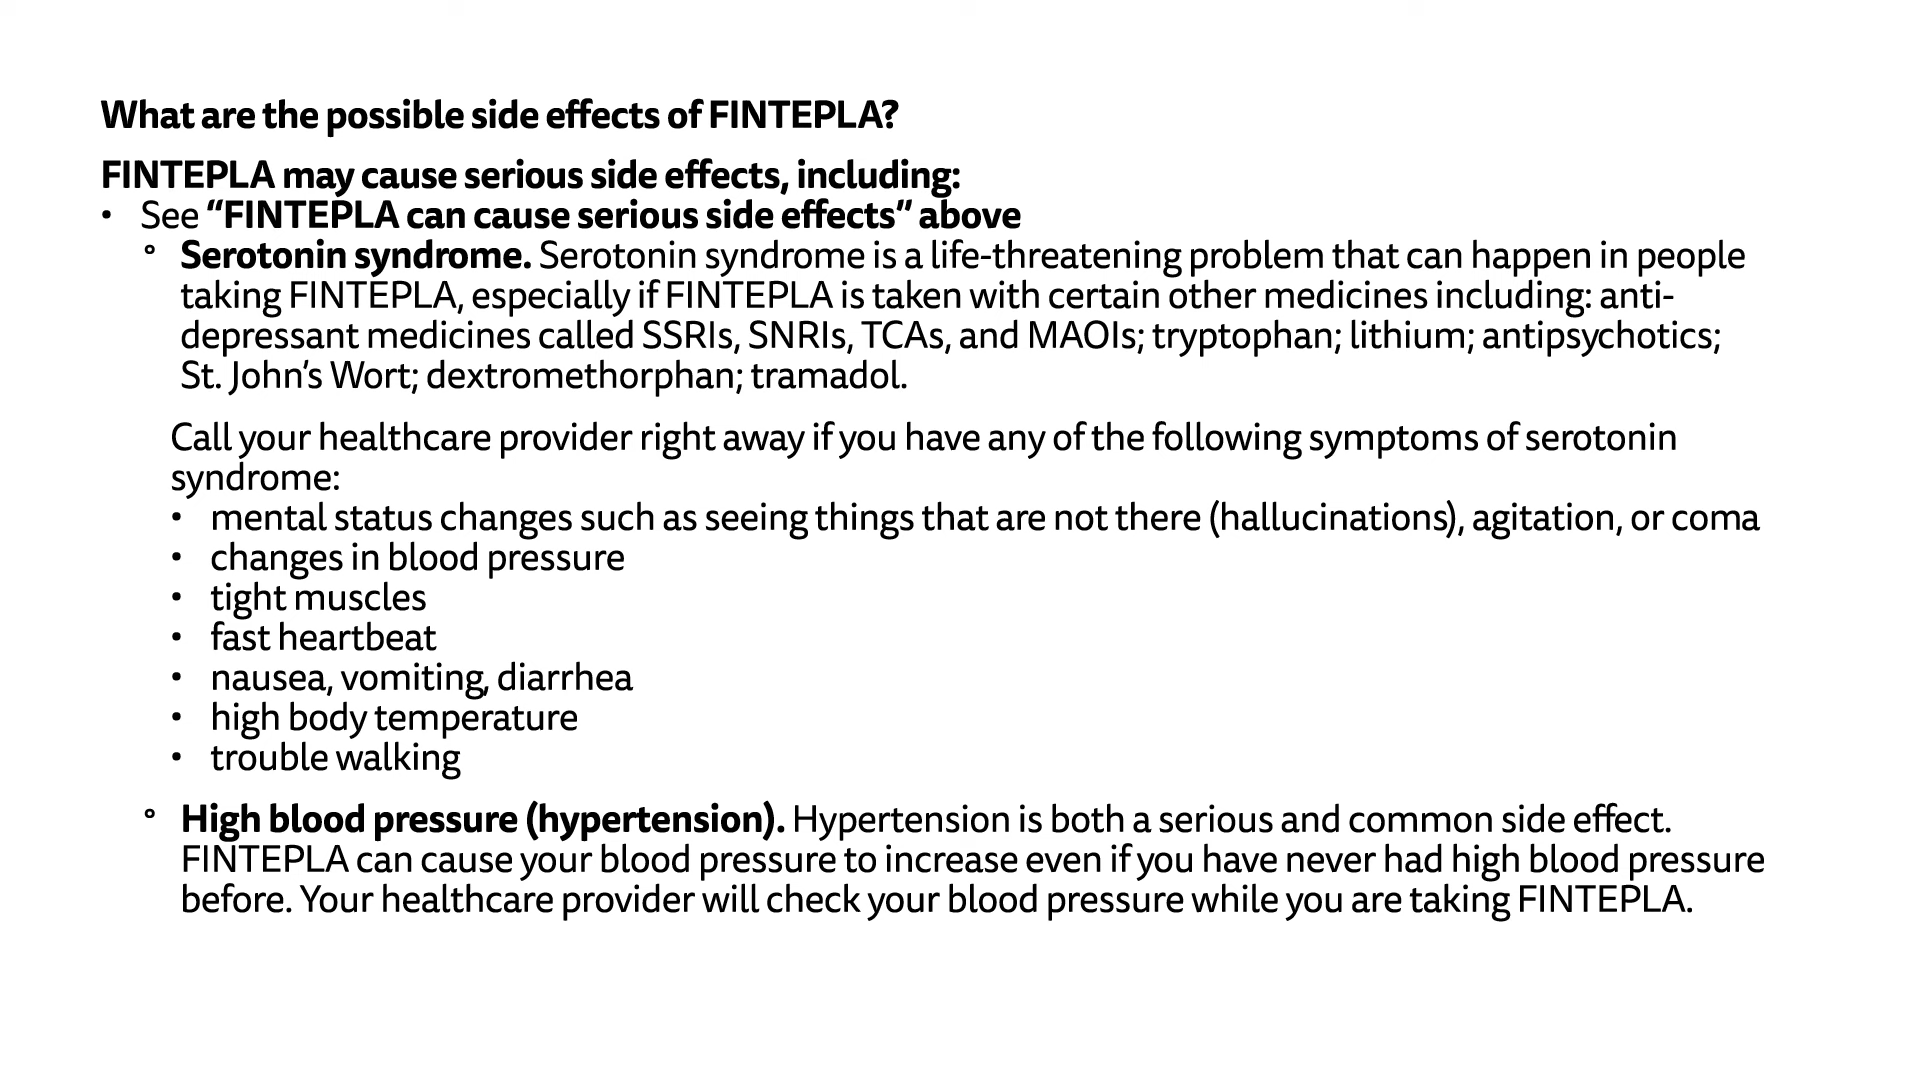 What are the possible side effects of FINTEPLA?
FINTEPLA may cause serious side effects, including:
• See “FINTEPLA can cause serious side effects” above
° Serotonin syndrome. Serotonin syndrome is a life-threatening problem that can happen in people
taking FINTEPLA, especially if FINTEPLA is taken with certain other medicines including: anti-
depressant medicines called SSRIs, SNRIs, TCAs, and MAOIs; tryptophan; lithium; antipsychotics;
St. John’s Wort; dextromethorphan; tramadol.
Call your healthcare provider right away if you have any of the following symptoms of serotonin
syndrome:
• mental status changes such as seeing things that are not there (hallucinations), agitation, or coma
• changes in blood pressure
• tight muscles
• fast heartbeat
• nausea, vomiting, diarrhea
• high body temperature
• trouble walking
° High blood pressure (hypertension). Hypertension is both a serious and common side effect.
FINTEPLA can cause your blood pressure to increase even if you have never had high blood pressure
before. Your healthcare provider will check your blood pressure while you are taking FINTEPLA.